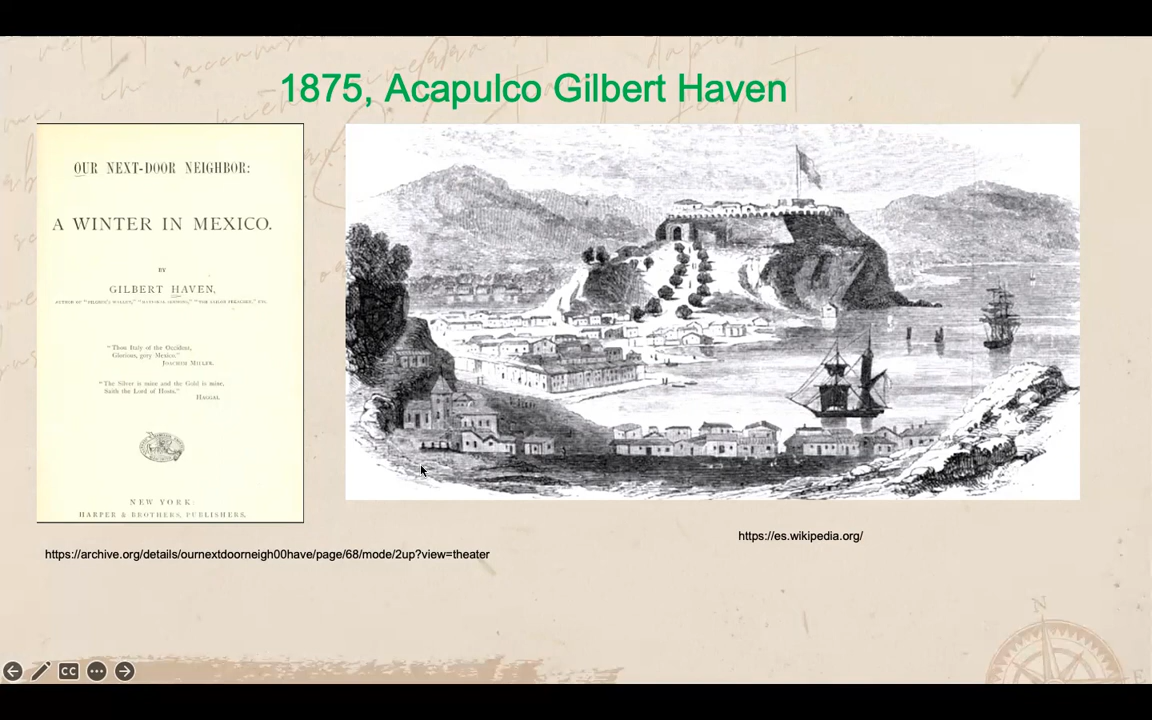 1875, Acapulco Gilbert Haven
OUR NEXT-DOOR NEIGHBOR:
A WINTER IN MEXICO.
BY
GILBERT HAVEN,
"Thou Italy of the Occident,
Glorious, gory Mexico."
JOACHIM MILLER.
"The Silver is mine and the Gold is mine,
Saith the Lord of Hosts."
HAGGAI.
NEW YORK:
HARPER & BROTHERS, PUBLISHERS,
https://archive.org/details/ournextdoorneigh00have/page/68/mode/2up?view=theater
https://es.wikipedia.org/
N
E
CC